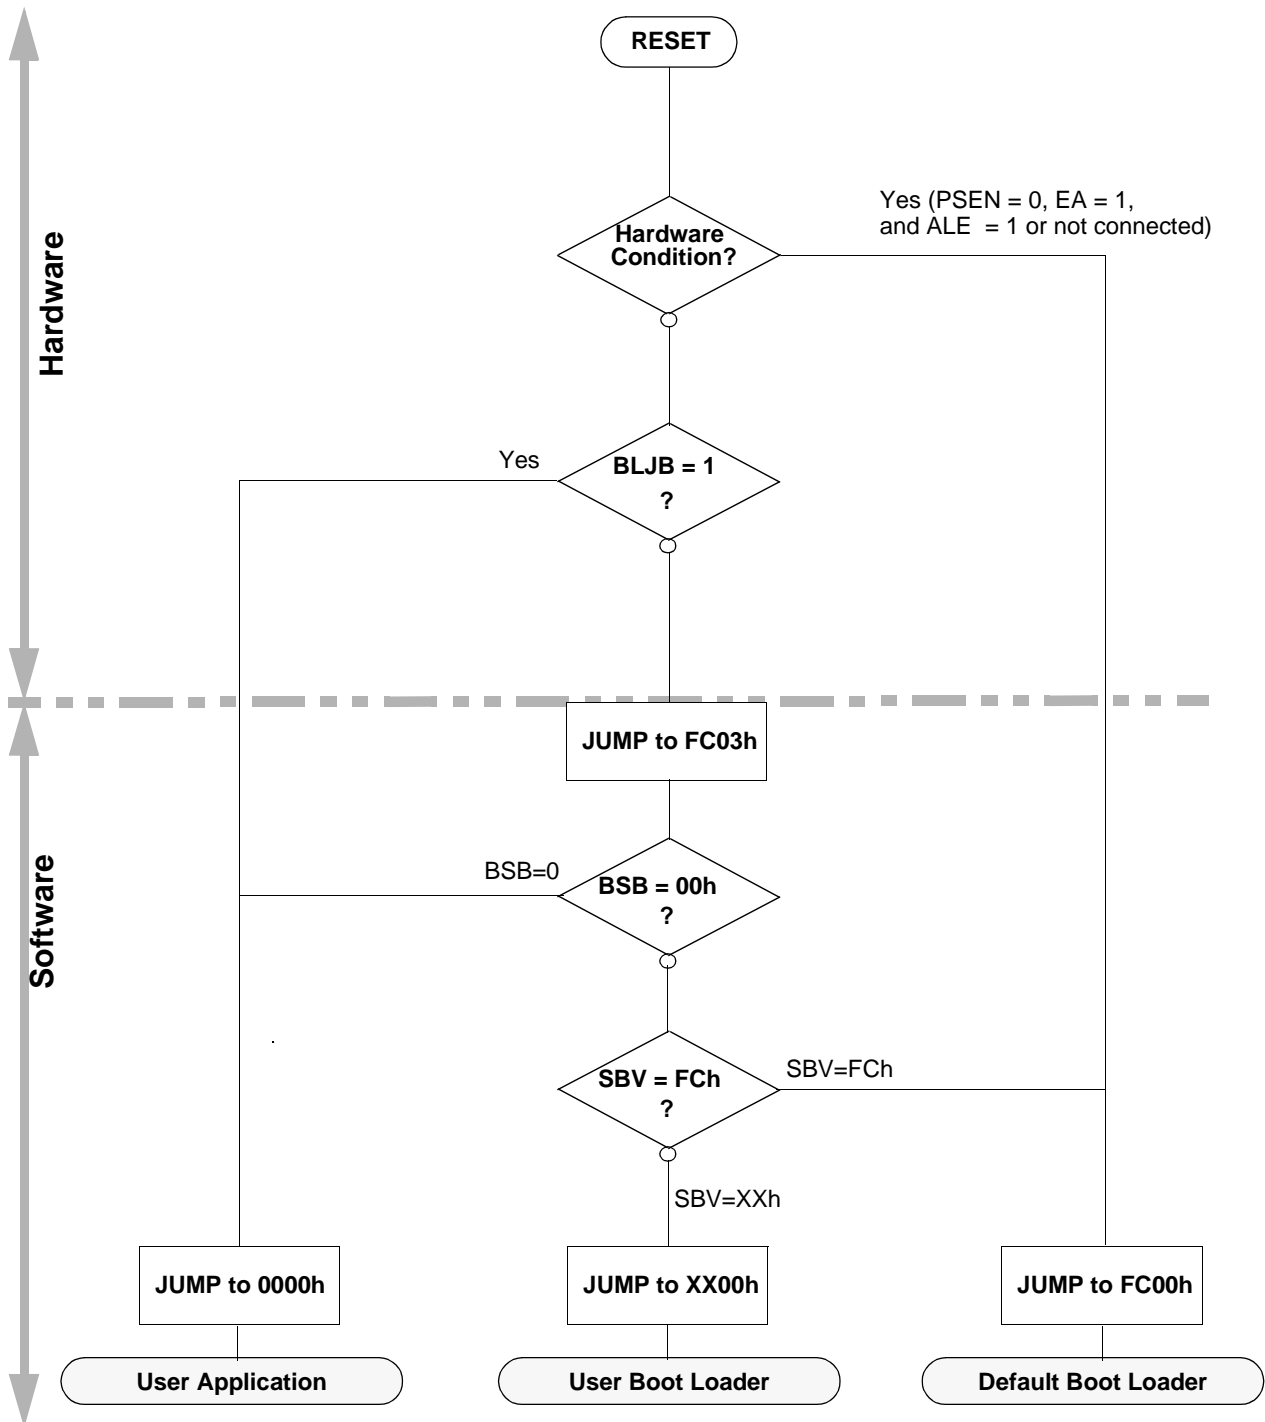 RESET
Yes (PSEN = 0, EA = 1,
and ALE  = 1 or not connected)
Hardware
Condition?
Hardware
Yes
BLJB = 1
?
JUMP to FC03h
Software
BSB=0
BSB = 00h
?
SBV = FCh
?
SBV=FCh
SBV=XXh
JUMP to 0000h
JUMP to XX00h
JUMP to FC00h
User Application
User Boot Loader
Default Boot Loader